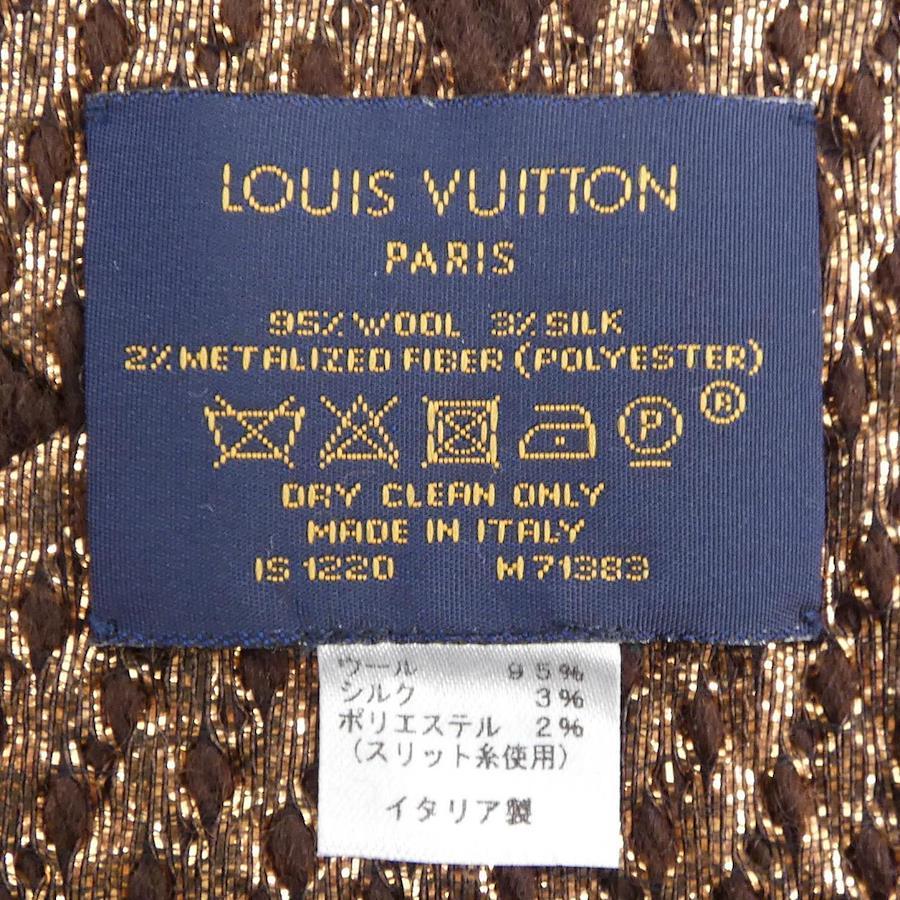 LOUIS VUITTON
PARIS
95% WOOL 3% SILK
2% METALIZED FIBER (POLYESTER)
P ®
DRY CLEAN ONLY
MADE IN ITALY
IS 1220 M71383
ウール 95%
シルク 3%
ポリエステル 2%
(スリット糸使用)
イタリア製